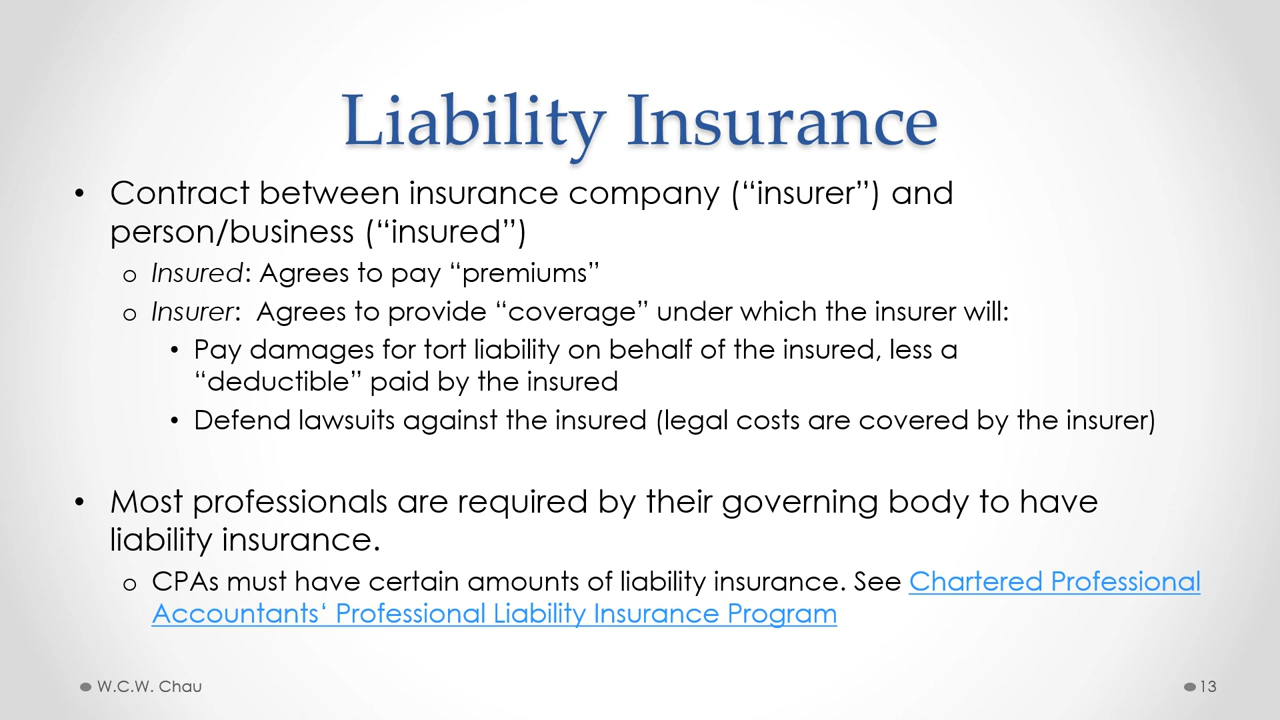 Liability Insurance
• Contract between insurance company (“insurer”) and
person/business (“insured”)
o Insured: Agrees to pay “premiums”
o Insurer:  Agrees to provide “coverage” under which the insurer will:
• Pay damages for tort liability on behalf of the insured, less a
“deductible” paid by the insured
• Defend lawsuits against the insured (legal costs are covered by the insurer)
• Most professionals are required by their governing body to have
liability insurance.
o CPAs must have certain amounts of liability insurance. See Chartered Professional
Accountants‘ Professional Liability Insurance Program
W.C.W. Chau
13